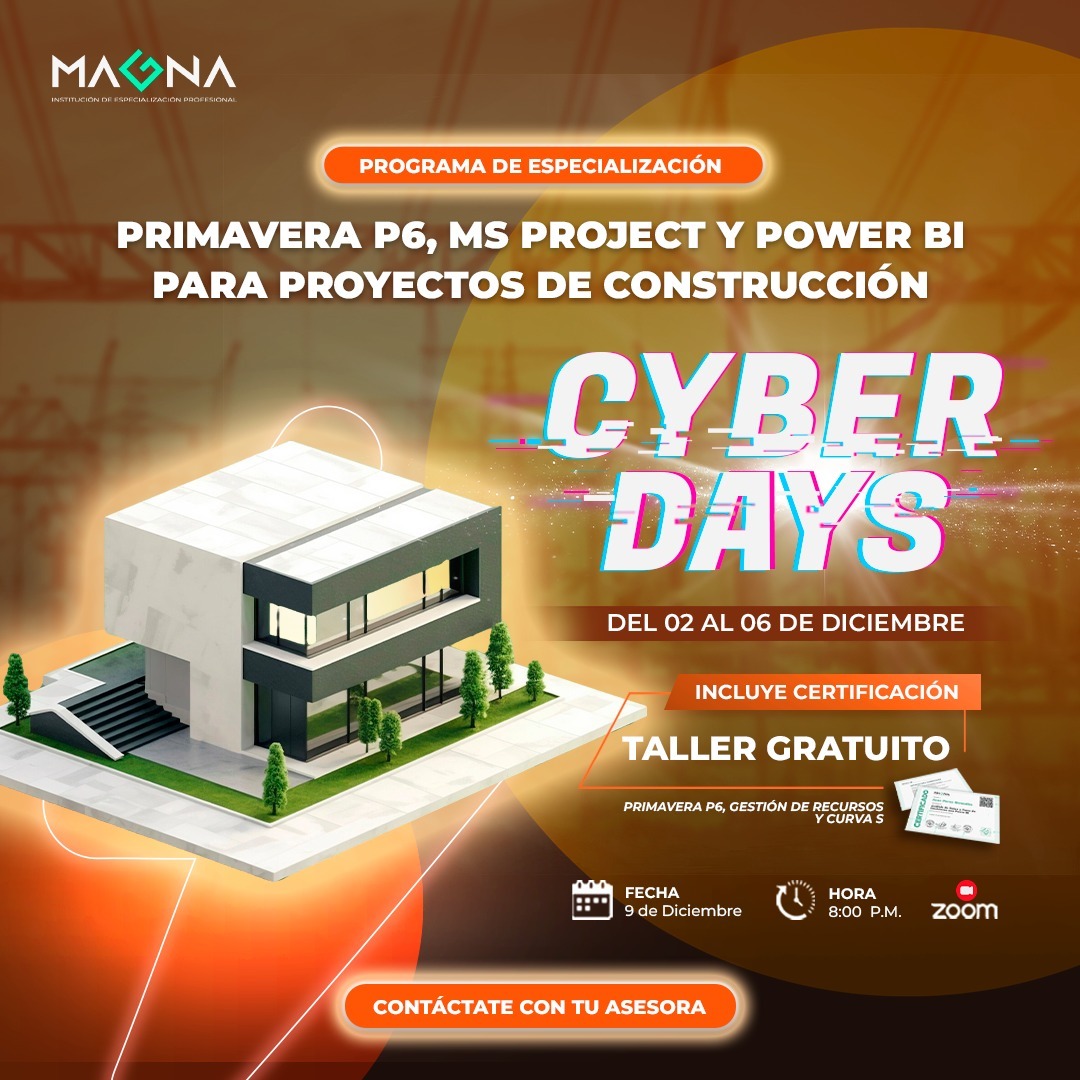 MAGNA
INSTITUCIÓN DE ESPECIALIZACIÓN PROFESIONAL
PROGRAMA DE ESPECIALIZACIÓN
PRIMAVERA P6, MS PROJECT Y POWER BI
PARA PROYECTOS DE CONSTRUCCIÓN
CYBER
DAYS
DEL 02 AL 06 DE DICIEMBRE
INCLUYE CERTIFICACIÓN
TALLER GRATUITO
PRIMAVERA P6, GESTIÓN DE RECURSOS
Y CURVA S
CERTIFICADO
FECHA
9 de Diciembre
HORA
8:00 P.M.
zoom
CONTÁCTATE CON TU ASESORA